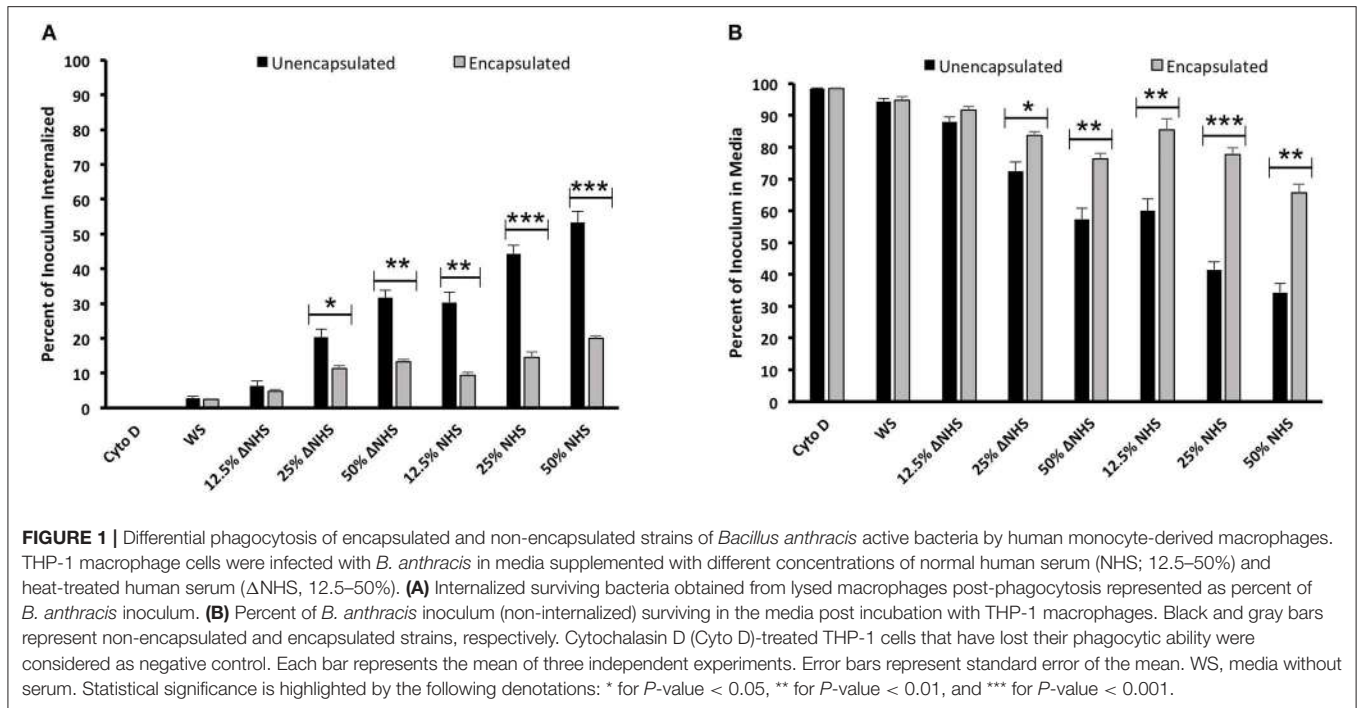 A
Unencapsulated
Encapsulated
Percent of Inoculum Internalized
100
90
80
70
60
50
40
30
20
10
0
*
**
**
***
***
Cyto D
WS
12.5% ΔNHS
25% ΔNHS
50% ΔNHS
12.5% NHS
25% NHS
50% NHS
B
Unencapsulated
Encapsulated
Percent of Inoculum in Media
100
90
80
70
60
50
40
30
20
10
0
*
**
**
***
**
Cyto D
WS
12.5% ΔNHS
25% ΔNHS
50% ΔNHS
12.5% NHS
25% NHS
50% NHS
FIGURE 1 | Differential phagocytosis of encapsulated and non-encapsulated strains of Bacillus anthracis active bacteria by human monocyte-derived macrophages.
THP-1 macrophage cells were infected with B. anthracis in media supplemented with different concentrations of normal human serum (NHS; 12.5–50%) and
heat-treated human serum (ΔNHS, 12.5–50%). (A) Internalized surviving bacteria obtained from lysed macrophages post-phagocytosis represented as percent of
B. anthracis inoculum. (B) Percent of B. anthracis inoculum (non-internalized) surviving in the media post incubation with THP-1 macrophages. Black and gray bars
represent non-encapsulated and encapsulated strains, respectively. Cytochalasin D (Cyto D)-treated THP-1 cells that have lost their phagocytic ability were
considered as negative control. Each bar represents the mean of three independent experiments. Error bars represent standard error of the mean. WS, media without
serum. Statistical significance is highlighted by the following denotations: * for P-value < 0.05, ** for P-value < 0.01, and *** for P-value < 0.001.